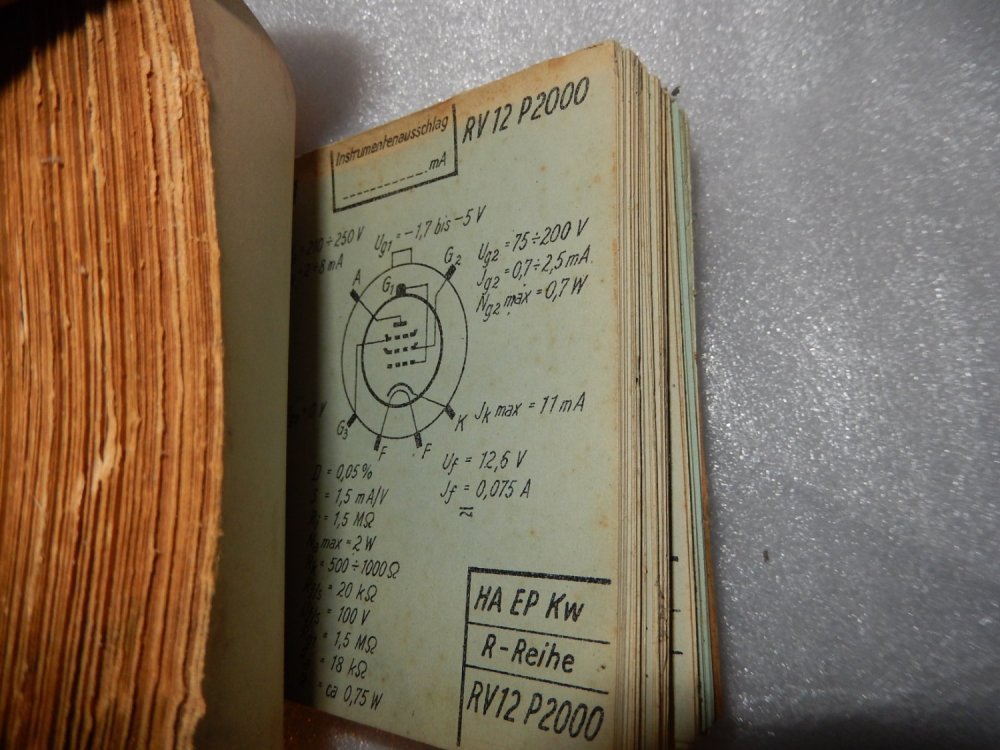 Instrumentenausschlag
mA
RV12 P2000
÷ 250 V
Ug1 = −1,7 bis −5 V
Ug2 = 75 ÷ 200 V
Jg2 = 0,7 ÷ 2,5 mA
Ng2 max = 0,7 W
8 mA
A
G1
G2
G3
F
F
K
Jk max = 11 mA
Uf = 12,6 V
Jf = 0,075 A
D = 0,05 %
= 1,5 mA/V
= 1,5 MΩ
max = 2 W
= 500 ÷ 1000 Ω
= 20 kΩ
= 100 V
= 1,5 MΩ
= 18 kΩ
= ca 0,75 W
HA EP Kw
R-Reihe
RV12 P2000